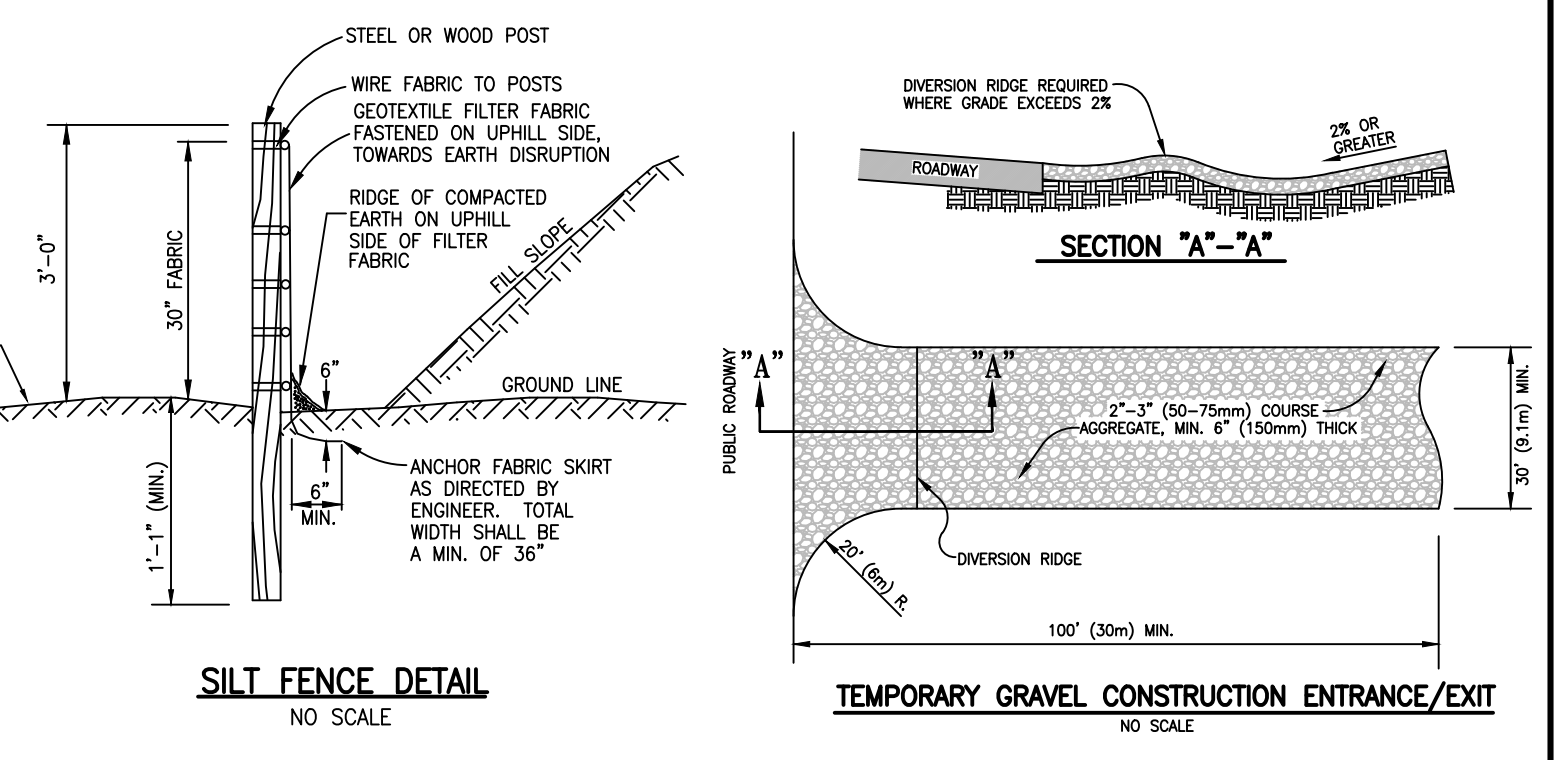 STEEL OR WOOD POST
WIRE FABRIC TO POSTS
GEOTEXTILE FILTER FABRIC
FASTENED ON UPHILL SIDE,
TOWARDS EARTH DISRUPTION
RIDGE OF COMPACTED
EARTH ON UPHILL
SIDE OF FILTER
FABRIC
3'-0"
30" FABRIC
FILL SLOPE
6"
GROUND LINE
1'-1" (MIN.)
6"
MIN.
ANCHOR FABRIC SKIRT
AS DIRECTED BY
ENGINEER. TOTAL
WIDTH SHALL BE
A MIN. OF 36"
SILT FENCE DETAIL
NO SCALE
DIVERSION RIDGE REQUIRED
WHERE GRADE EXCEEDS 2%
2% OR
GREATER
ROADWAY
SECTION "A"-"A"
PUBLIC ROADWAY
"A"
"A"
2"-3" (50-75mm) COURSE
AGGREGATE, MIN. 6" (150mm) THICK
30' (9.1m) MIN.
DIVERSION RIDGE
20' (6m) R.
100' (30m) MIN.
TEMPORARY GRAVEL CONSTRUCTION ENTRANCE/EXIT
NO SCALE